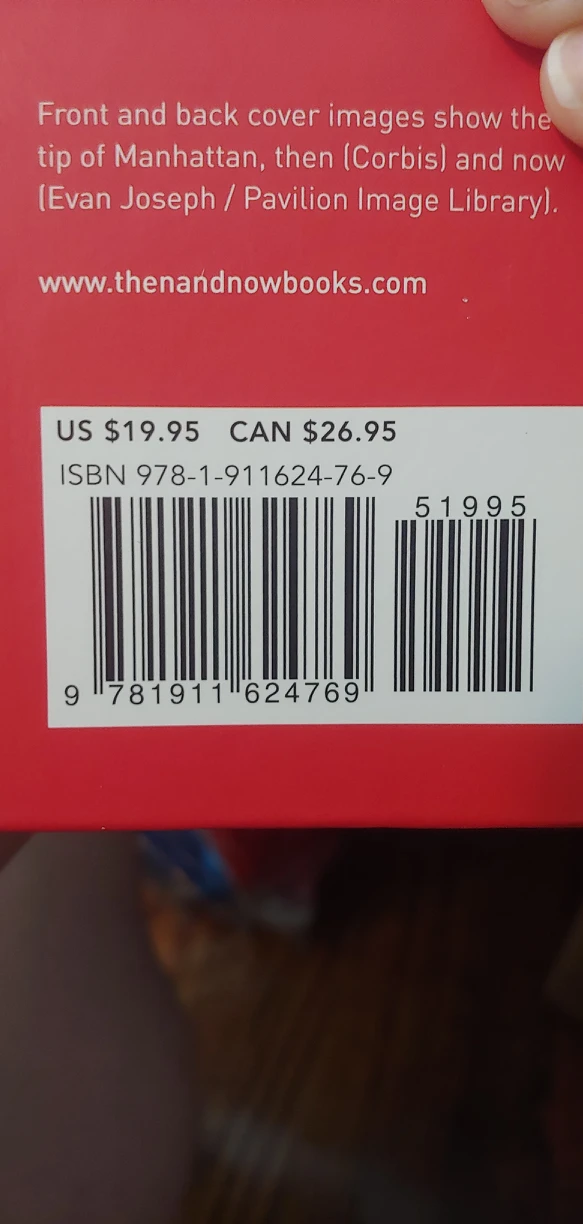 Front and back cover images show the
tip of Manhattan, then (Corbis) and now
(Evan Joseph / Pavilion Image Library).
www.thenandnowbooks.com
US $19.95 CAN $26.95
ISBN 978-1-911624-76-9
51995
9 781911 624769